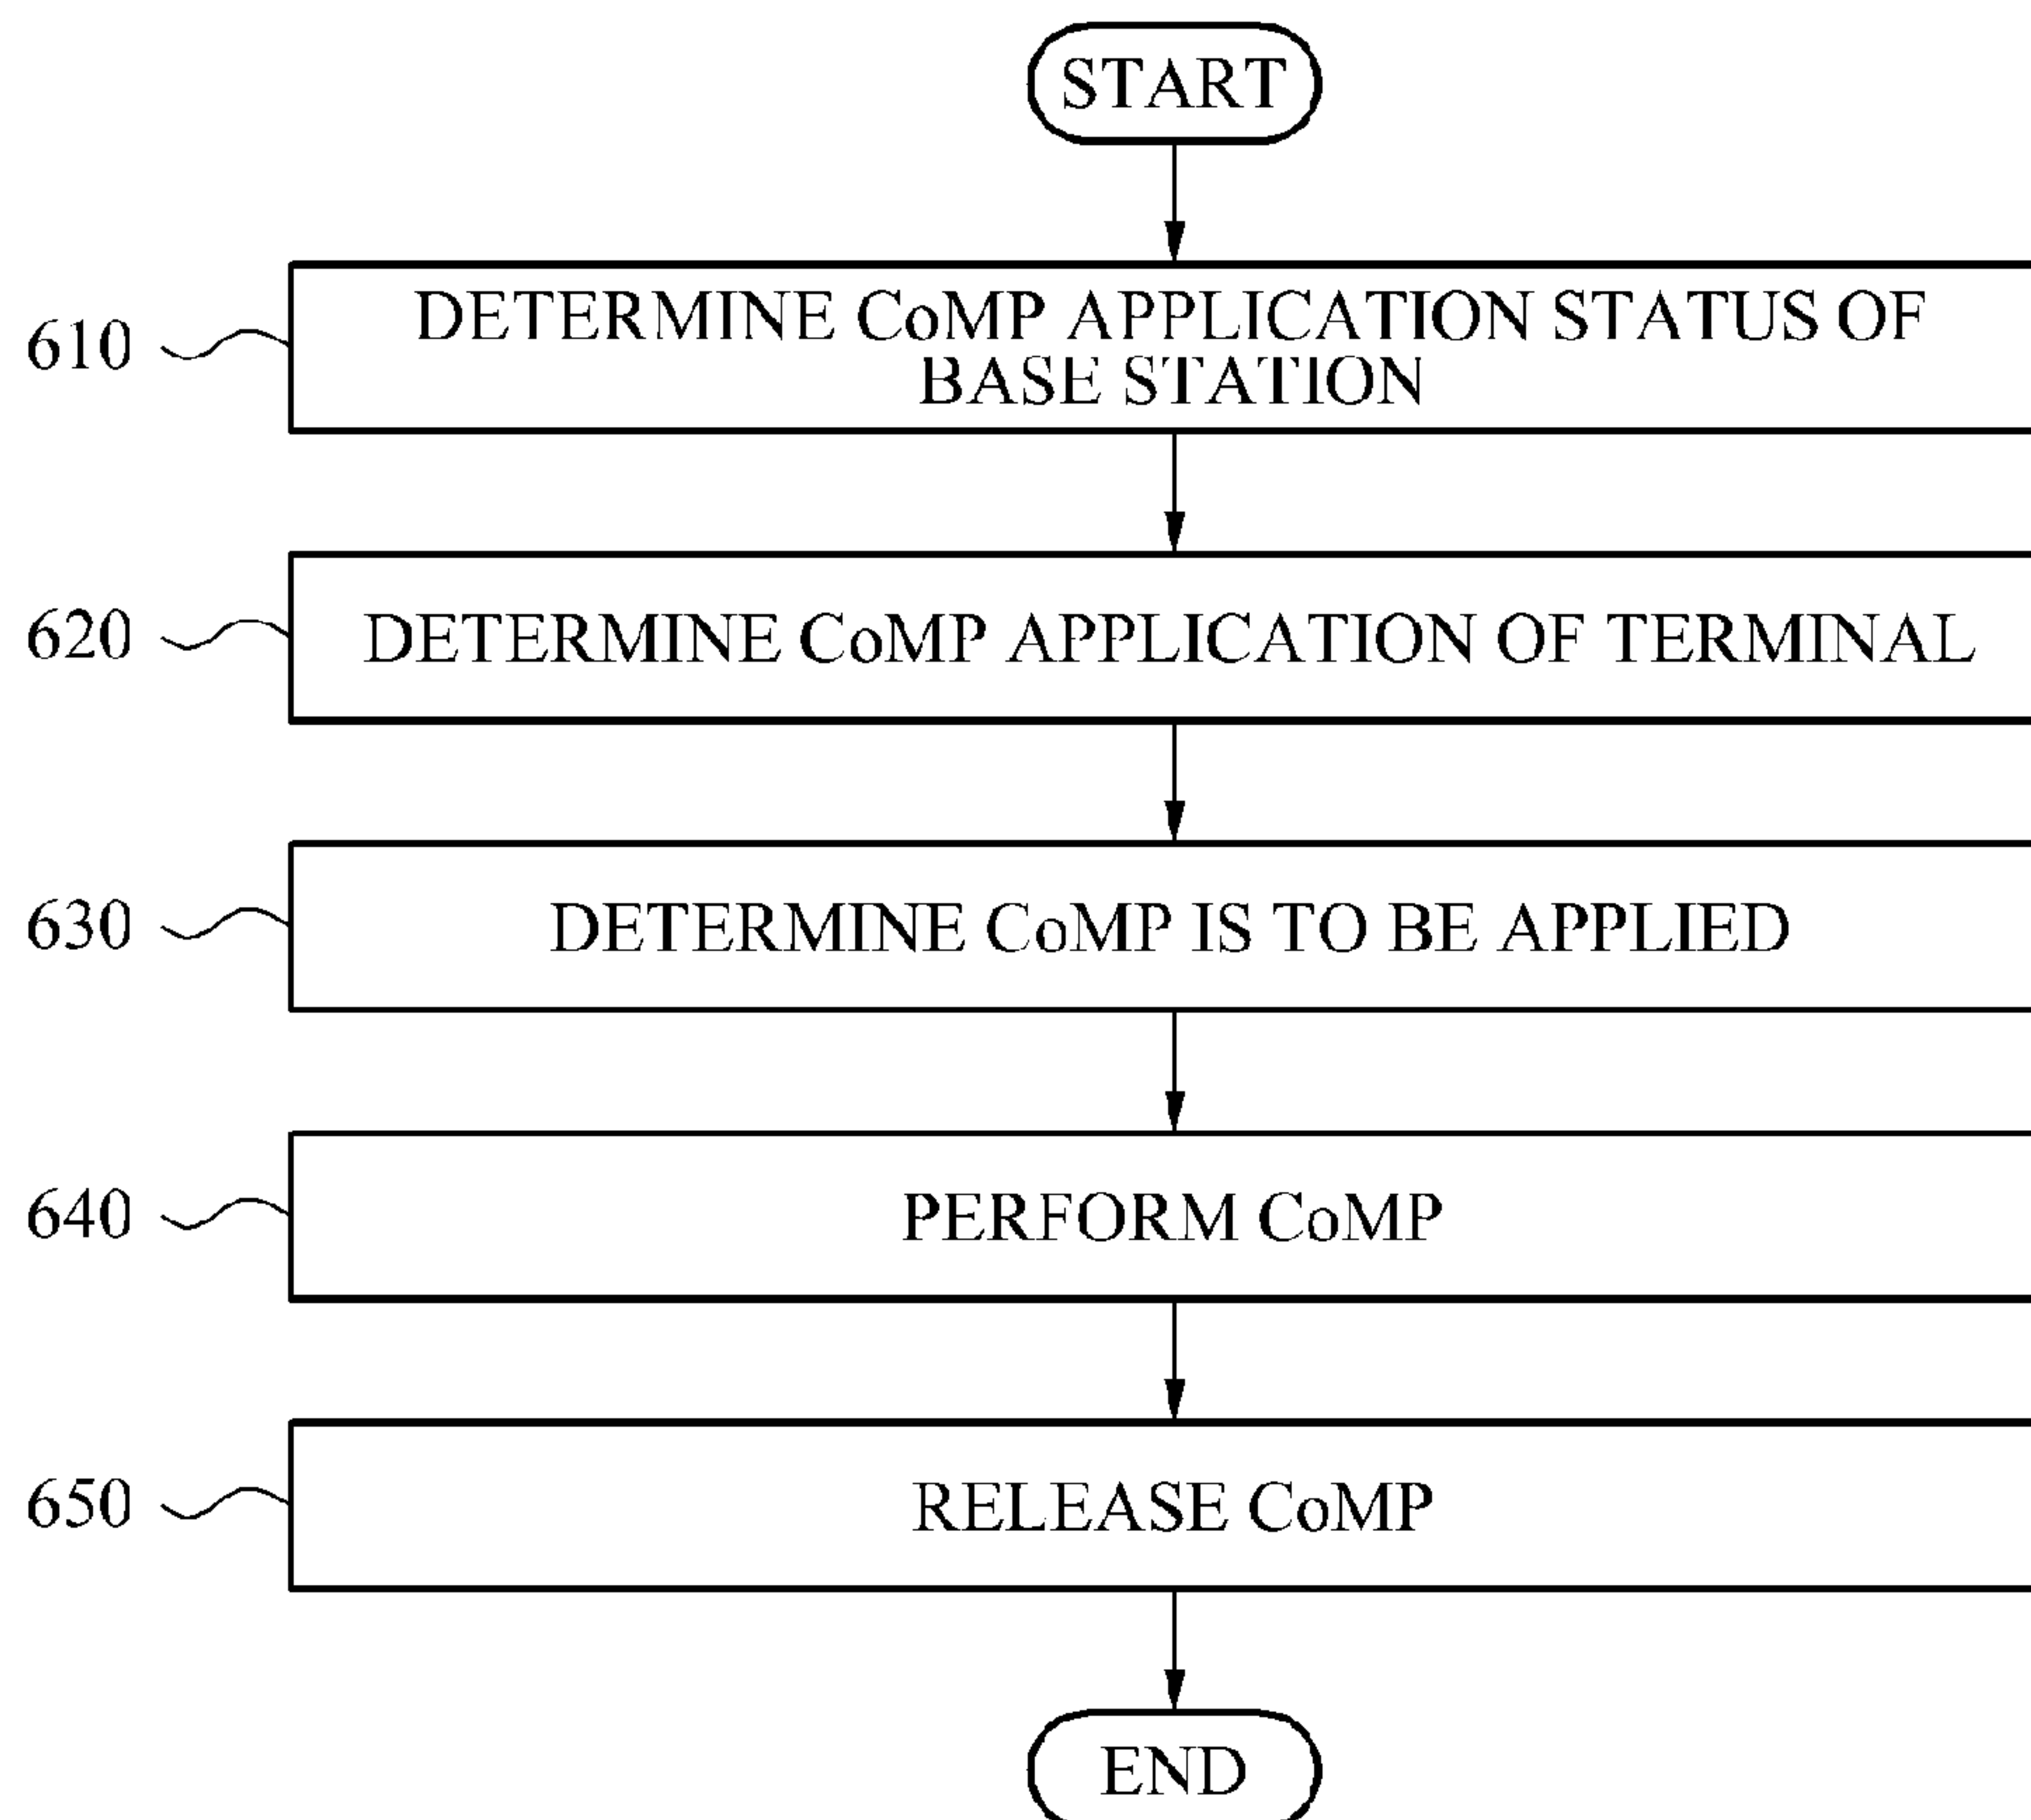 START
610
DETERMINE CoMP APPLICATION STATUS OF
BASE STATION
620
DETERMINE CoMP APPLICATION OF TERMINAL
630
DETERMINE CoMP IS TO BE APPLIED
640
PERFORM CoMP
650
RELEASE CoMP
END